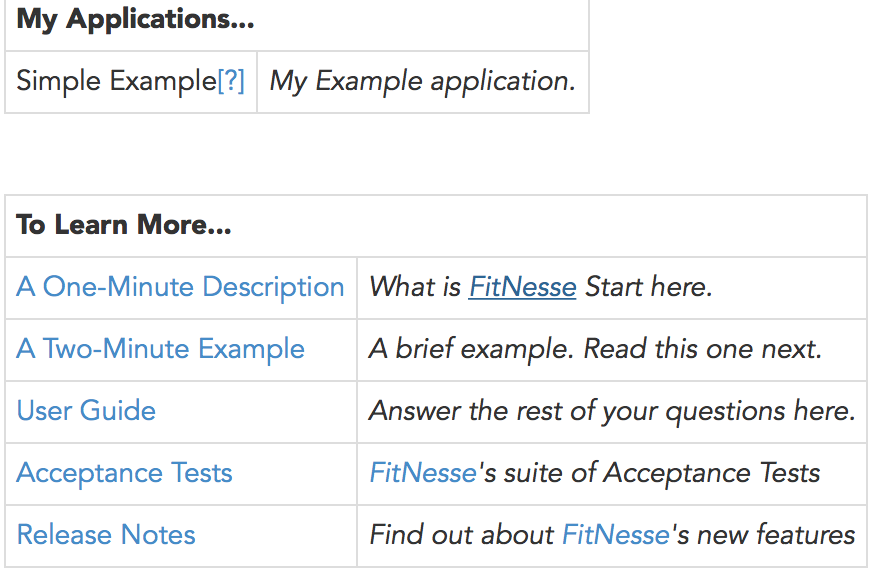 My Applications...
Simple Example[?] My Example application.
To Learn More...
A One-Minute Description What is FitNesse Start here.
A Two-Minute Example A brief example. Read this one next.
User Guide Answer the rest of your questions here.
Acceptance Tests FitNesse's suite of Acceptance Tests
Release Notes Find out about FitNesse's new features